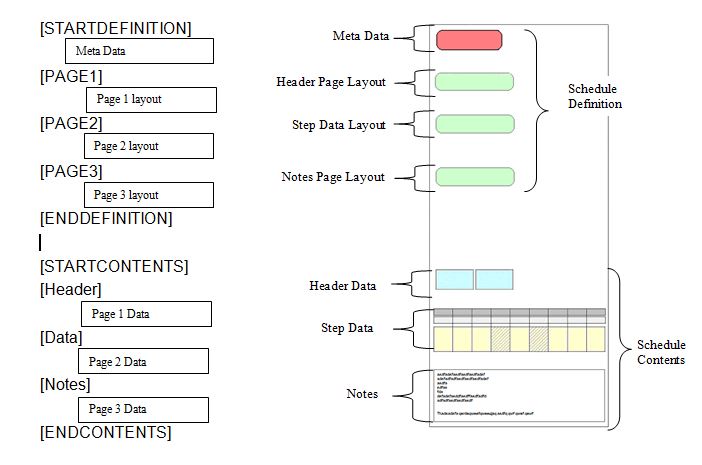 [STARTDEFINITION]
Meta Data
[PAGE1]
Page 1 layout
[PAGE2]
Page 2 layout
[PAGE3]
Page 3 layout
[ENDDEFINITION]
[STARTCONTENTS]
[Header]
Page 1 Data
[Data]
Page 2 Data
[Notes]
Page 3 Data
[ENDCONTENTS]
Meta Data
Header Page Layout
Step Data Layout
Notes Page Layout
Schedule
Definition
Header Data
Step Data
Notes
Schedule
Contents